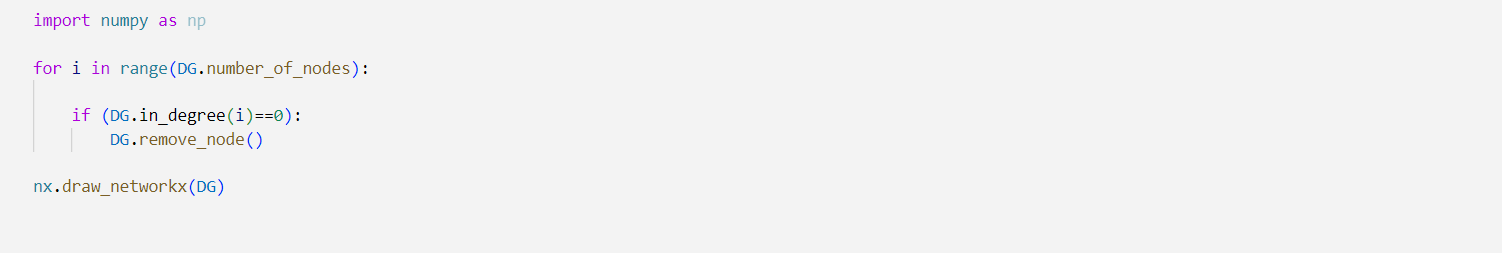 import numpy as np
for i in range(DG.number_of_nodes):
if (DG.in_degree(i)==0):
DG.remove_node()
nx.draw_networkx(DG)